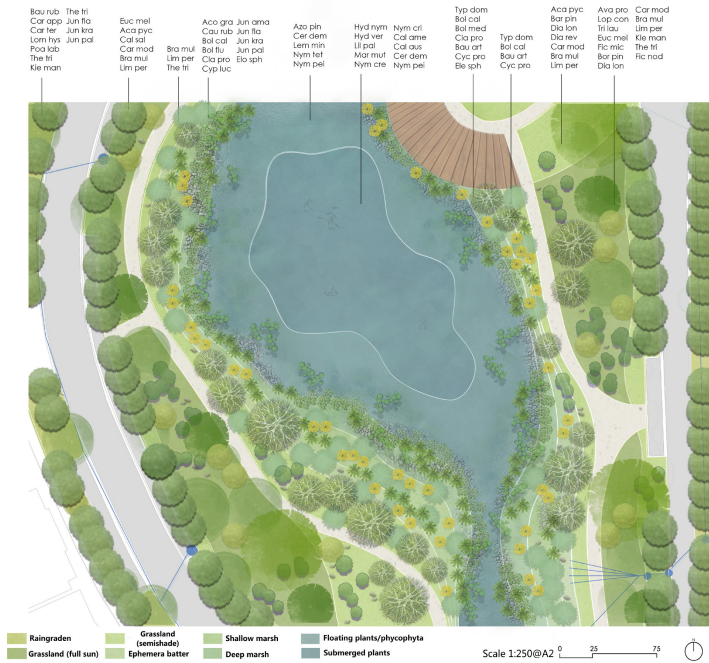 Bau rub The tri
Car app Jun fla
Car ter Jun kra
Lom hys Jun pal
Poa lab
The tri
Kie man
Euc mel
Aca pyc
Cal sal
Car mod
Bra mul
Lim per
Bra mul
Lim per
The tri
Aco gra Jun ama
Cau rub Jun fla
Bol cal Jun kra
Bol flu Jun pal
Cla pro Elo sph
Cyp luc
Azo pin
Cer dem
Lem min
Nym tet
Nym pei
Hyd nym
Hyd ver
Lil pal
Mar mut
Nym cre
Nym cri
Cal ame
Cal aus
Cer dem
Nym pei
Typ dom
Bol cal
Bol med
Cla pro
Bau art
Cyc pro
Ele sph
Typ dom
Bol cal
Bau art
Cyc pro
Aca pyc
Bar pin
Dia lon
Dia rev
Car mod
Bra mul
Lim per
Ava pro
Lop con
Tri lau
Euc mel
Fic mic
Bar pin
Dia lon
Car mod
Bra mul
Lim per
Kie man
The tri
Fic nod
Raingraden
Grassland (full sun)
Grassland
(semishade)
Ephemera batter
Shallow marsh
Deep marsh
Floating plants/phycophyta
Submerged plants
Scale 1:250@A2
0 25 75